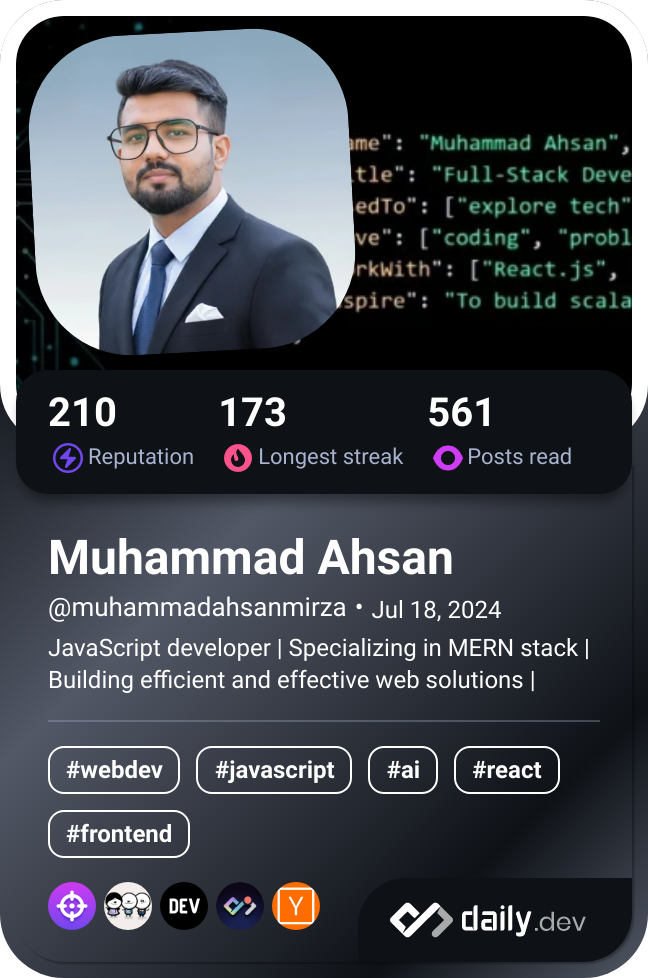 ame": "Muhammad Ahsan",
tle": "Full-Stack Deve
edTo": ["explore tech"
ve": ["coding", "probl
rkWith": ["React.js",
spire": "To build scala
210 173 561
Reputation Longest streak Posts read
Muhammad Ahsan
@muhammadahsanmirza • Jul 18, 2024
JavaScript developer | Specializing in MERN stack |
Building efficient and effective web solutions |
#webdev #javascript #ai #react
#frontend
DEV Y
daily.dev